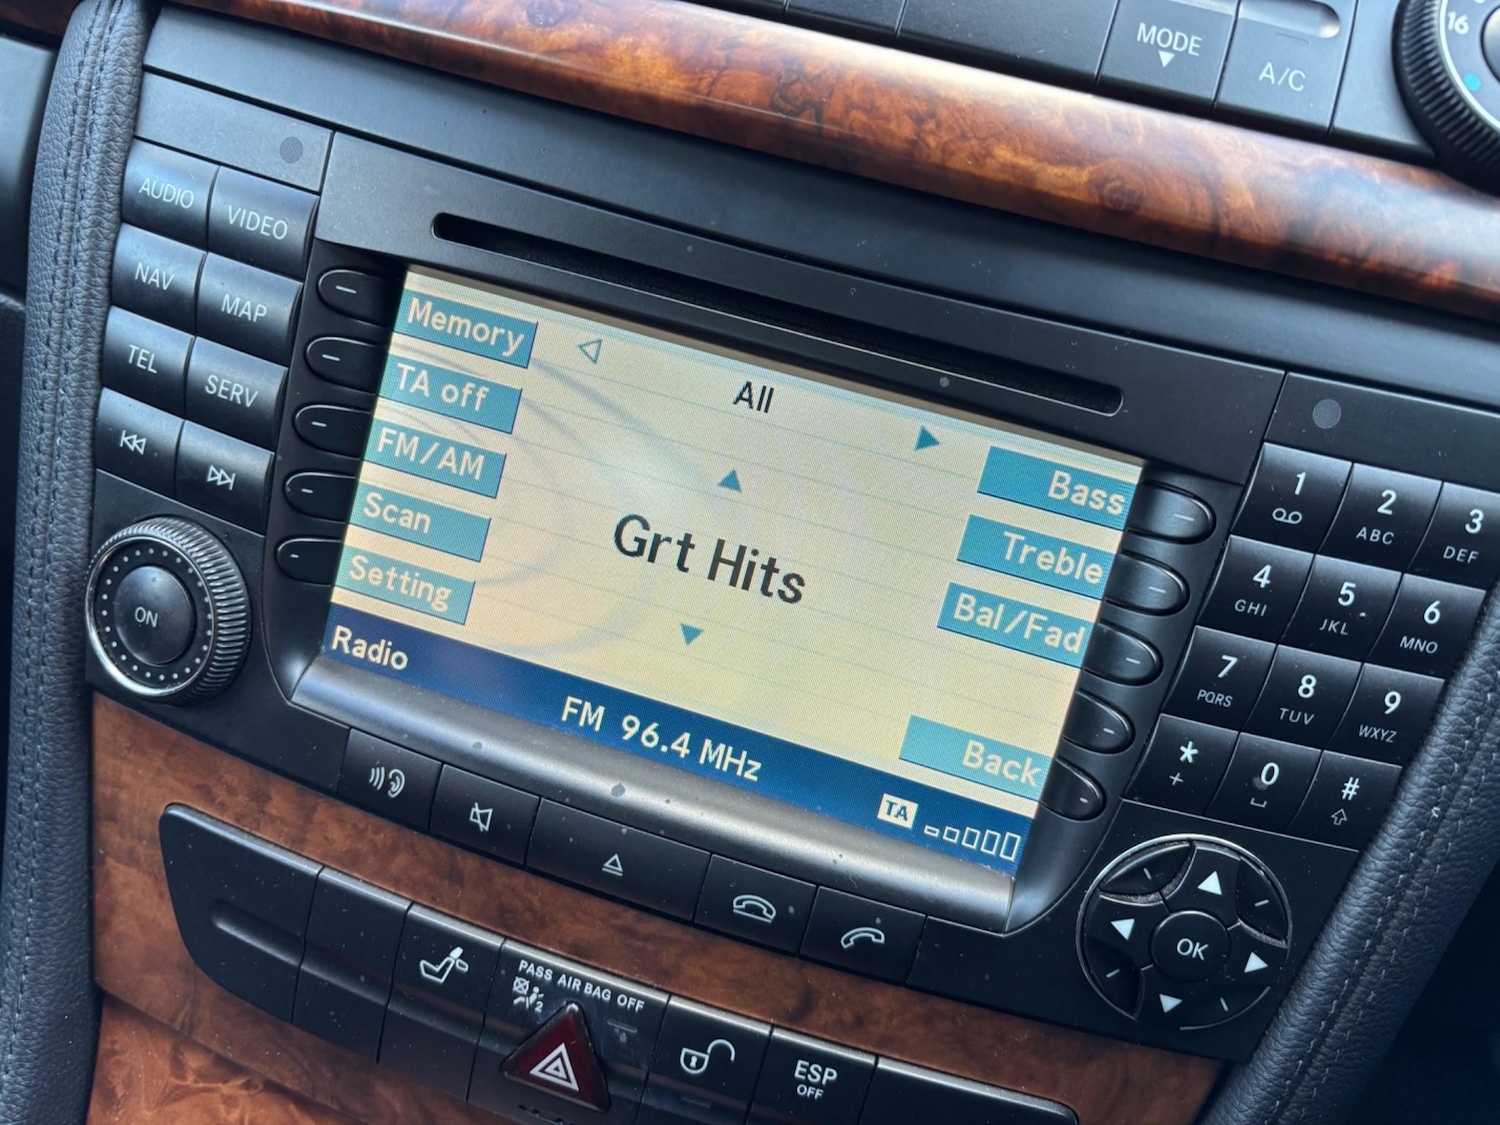 MODE
A/C
16
AUDIO
VIDEO
NAV
MAP
TEL
SERV
ON
Memory
TA off
FM/AM
Scan
Setting
All
Grt Hits
Bass
Treble
Bal/Fad
Back
Radio
FM 96.4 MHz
TA
1
2
ABC
3
DEF
4
GHI
5
JKL
6
MNO
7
PQRS
8
TUV
9
WXYZ
*
+
0
#
OK
PASS AIR BAG OFF
2
ESP
OFF